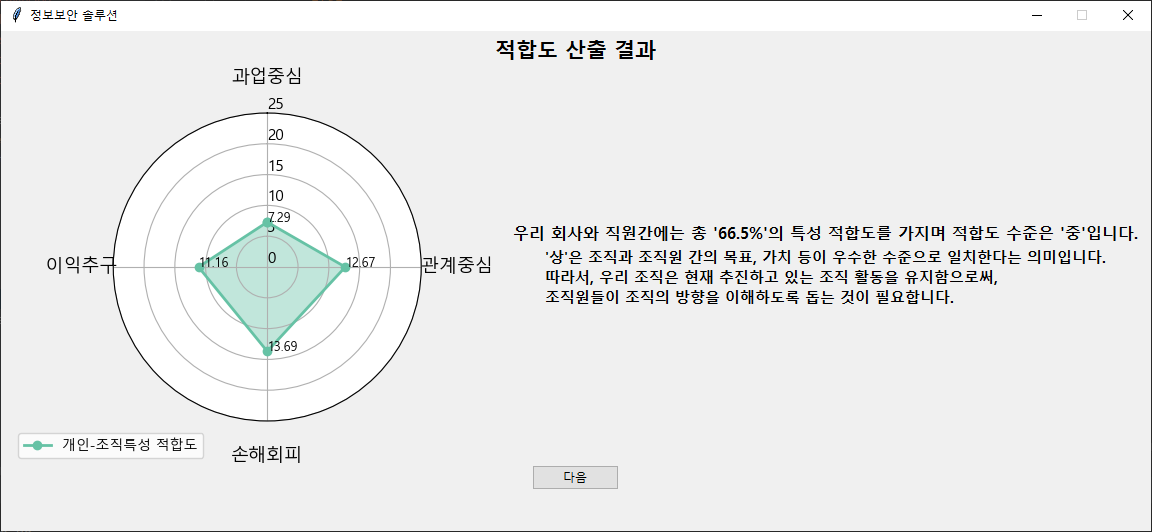 정보보안 솔루션
적합도 산출 결과
과업중심
25
20
15
10
7.29
5
0
이익추구
11.16
12.67
관계중심
13.69
손해회피
개인-조직특성 적합도
우리 회사와 직원간에는 총 '66.5%'의 특성 적합도를 가지며 적합도 수준은 '중'입니다.
'상'은 조직과 조직원 간의 목표, 가치 등이 우수한 수준으로 일치한다는 의미입니다.
따라서, 우리 조직은 현재 추진하고 있는 조직 활동을 유지함으로써,
조직원들이 조직의 방향을 이해하도록 돕는 것이 필요합니다.
다음